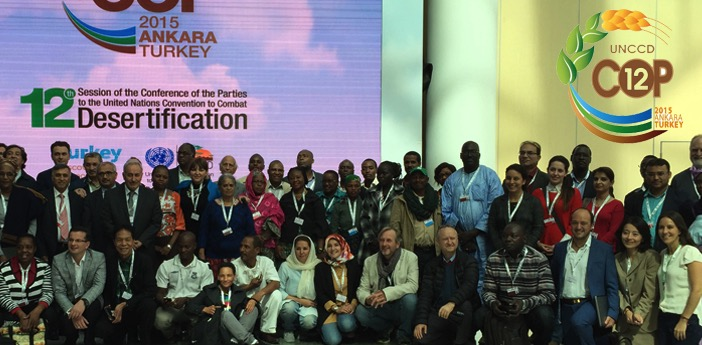 COP
2015
ANKARA
TURKEY
12th Session of the Conference of the Parties
to the United Nations Convention to Combat
Desertification
UNCCD
COP
12
2015
ANKARA
TURKEY